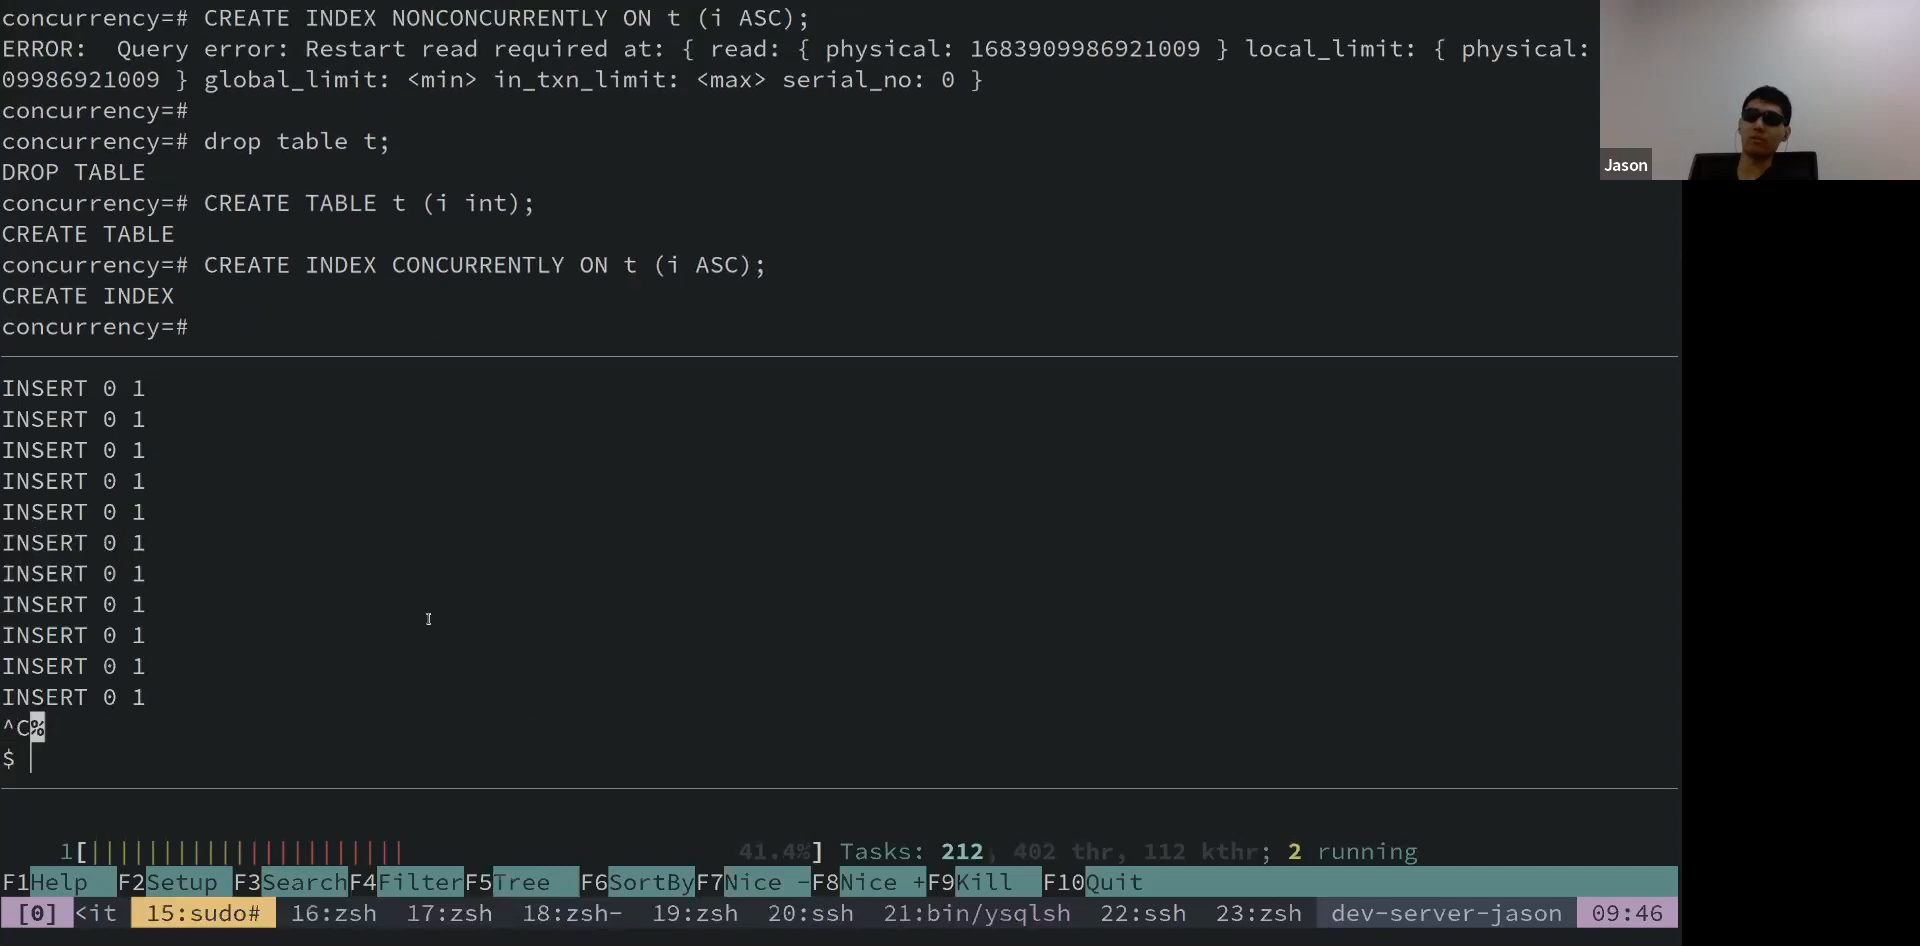 concurrency=# CREATE INDEX NONCONCURRENTLY ON t (i ASC);
ERROR:  Query error: Restart read required at: { read: { physical: 1683909986921009 } local_limit: { physical:
09986921009 } global_limit: <min> in_txn_limit: <max> serial_no: 0 }
concurrency=#
concurrency=# drop table t;
DROP TABLE
concurrency=# CREATE TABLE t (i int);
CREATE TABLE
concurrency=# CREATE INDEX CONCURRENTLY ON t (i ASC);
CREATE INDEX
concurrency=#
Jason
INSERT 0 1
INSERT 0 1
INSERT 0 1
INSERT 0 1
INSERT 0 1
INSERT 0 1
INSERT 0 1
INSERT 0 1
INSERT 0 1
INSERT 0 1
INSERT 0 1
^C%
$
1[|||||||||||||||||||||| 41.4%] Tasks: 212, 402 thr, 112 kthr; 2 running
F1Help  F2Setup F3SearchF4FilterF5Tree  F6SortByF7Nice -F8Nice +F9Kill  F10Quit
[0] <it 15:sudo# 16:zsh 17:zsh 18:zsh- 19:zsh 20:ssh 21:bin/ysqlsh 22:ssh 23:zsh dev-server-jason 09:46